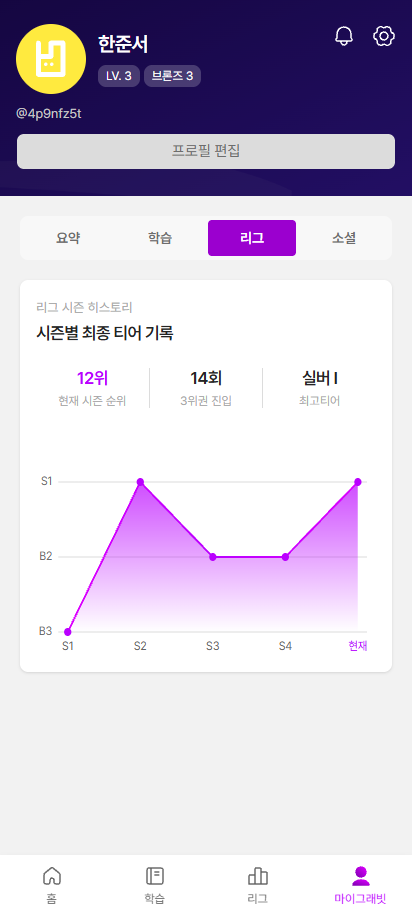 한준서
LV. 3 브론즈 3
@4p9nfz5t
프로필 편집
요약 학습 리그 소셜
리그 시즌 히스토리
시즌별 최종 티어 기록
12위 14회 실버 I
현재 시즌 순위 3위권 진입 최고티어
S1
B2
B3
S1 S2 S3 S4 현재
홈 학습 리그 마이그래빗